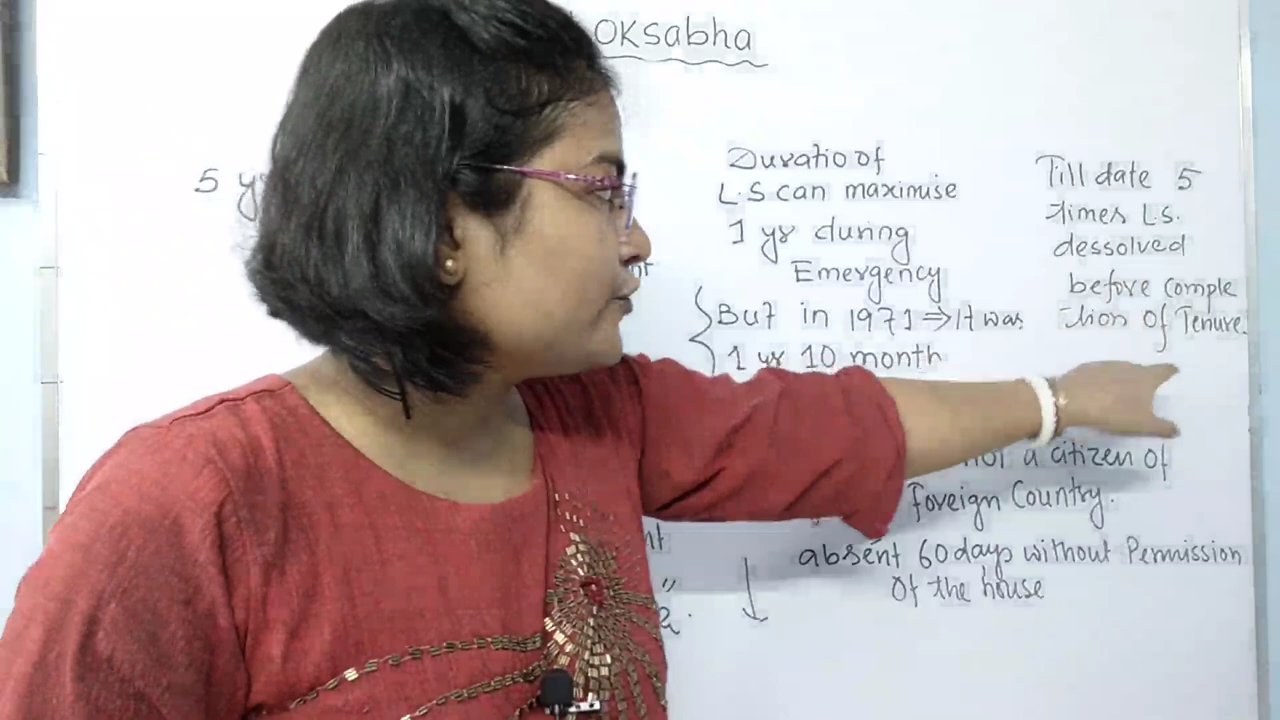 OKsabha
5 y
Duratio of
L.S can maximise
1 yr during
Emergency
But in 1971 ⇒ It was
1 yr 10 month
Till date 5
times L.S.
dessolved
before comple
tion of Tenure.
a citizen of
Foreign Country.
absent 60 days without Permission
Of the house